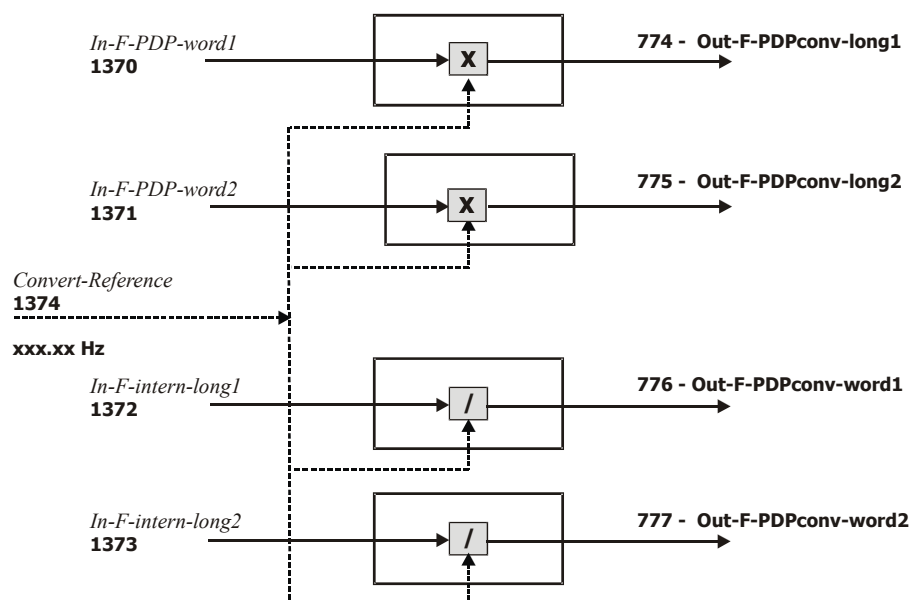 In-F-PDP-word1
1370
X
774 - Out-F-PDPconv-long1
In-F-PDP-word2
1371
X
775 - Out-F-PDPconv-long2
Convert-Reference
1374
xxx.xx Hz
In-F-intern-long1
1372
/
776 - Out-F-PDPconv-word1
In-F-intern-long2
1373
/
777 - Out-F-PDPconv-word2